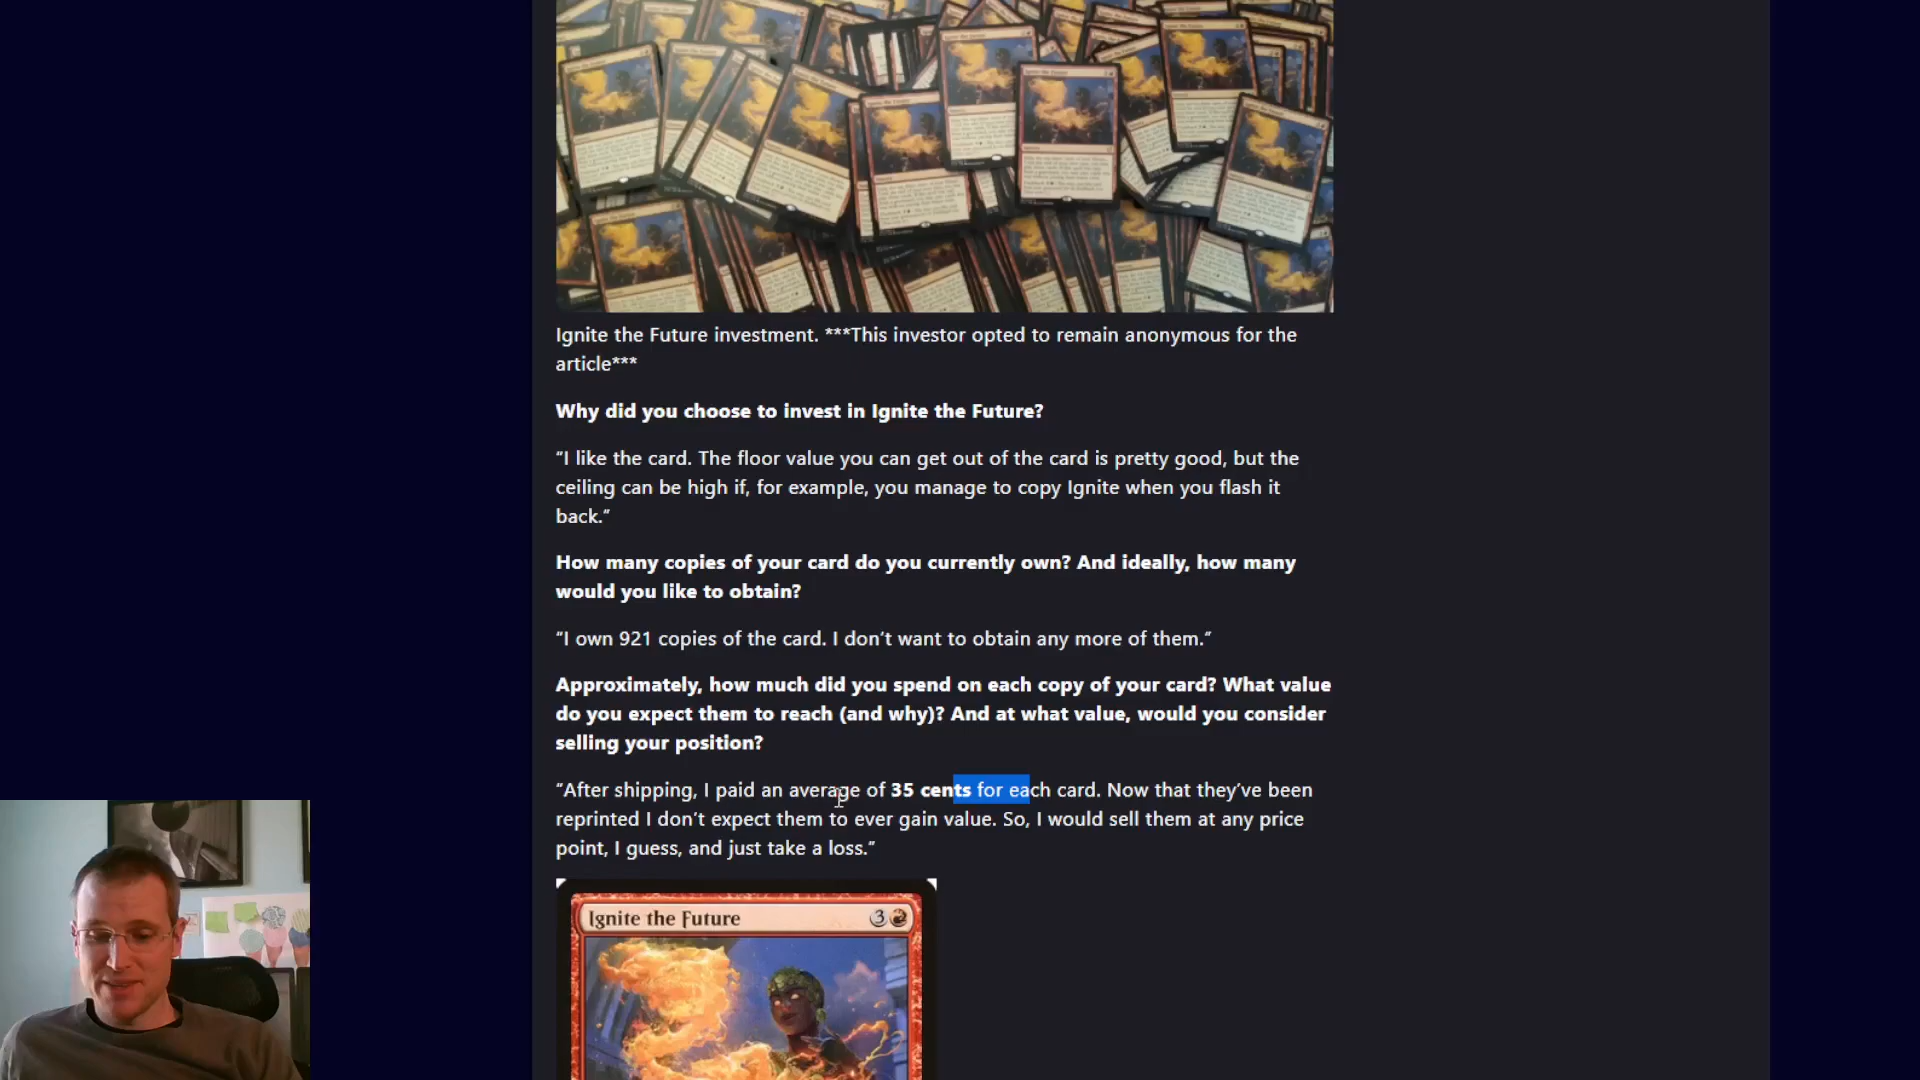 Ignite the Future investment. ***This investor opted to remain anonymous for the
article***
Why did you choose to invest in Ignite the Future?
“I like the card. The floor value you can get out of the card is pretty good, but the
ceiling can be high if, for example, you manage to copy Ignite when you flash it
back.”
How many copies of your card do you currently own? And ideally, how many
would you like to obtain?
“I own 921 copies of the card. I don’t want to obtain any more of them.”
Approximately, how much did you spend on each copy of your card? What value
do you expect them to reach (and why)? And at what value, would you consider
selling your position?
“After shipping, I paid an average of 35 cents for each card. Now that they’ve been
reprinted I don’t expect them to ever gain value. So, I would sell them at any price
point, I guess, and just take a loss.”
Ignite the Future 3